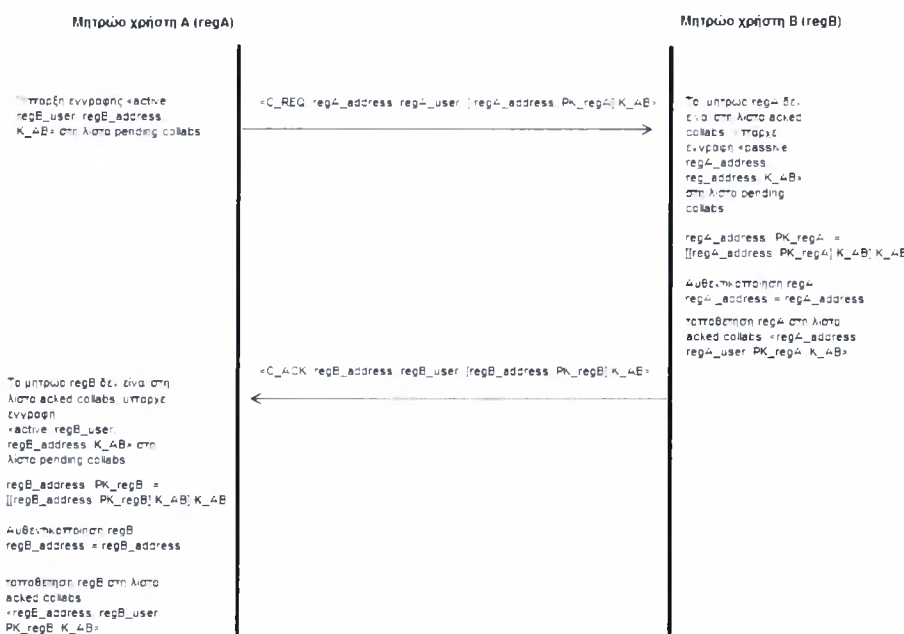 Μητρώο χρήστη Α (regA)
Μητρώο χρήστη Β (regB)
Ύπαρξη εγγραφής <active
regB_user regB_address
K_AB> στη λίστα pending collabs
<C_REQ regA_address regA_user [regA_address PK_regA] K_AB>
Το μητρώο regA δεν
είναι στη λίστα acked
collabs υπάρχει
εγγραφή <passive
regA_address
reg_address K_AB>
στη λίστα pending
collabs
regA_address PK_regA =
[[regA_address PK_regA] K_AB] K_AB
Αυθεντικοποίηση regA
regA_address = regA_address
τοποθέτηση regA στη λίστα
acked collabs <regA_address
regA_user PK_regA K_AB>
<C_ACK regB_address regB_user [regB_address PK_regB] K_AB>
Το μητρώο regB δεν είναι στη
λίστα acked collabs υπάρχει
εγγραφή
<active regB_user
regB_address K_AB> στη
λίστα pending collabs
regB_address PK_regB =
[[regB_address PK_regB] K_AB] K_AB
Αυθεντικοποίηση regB
regB_address = regB_address
τοποθέτηση regB στη λίστα
acked collabs
<regB_address regB_user
PK_regB K_AB>